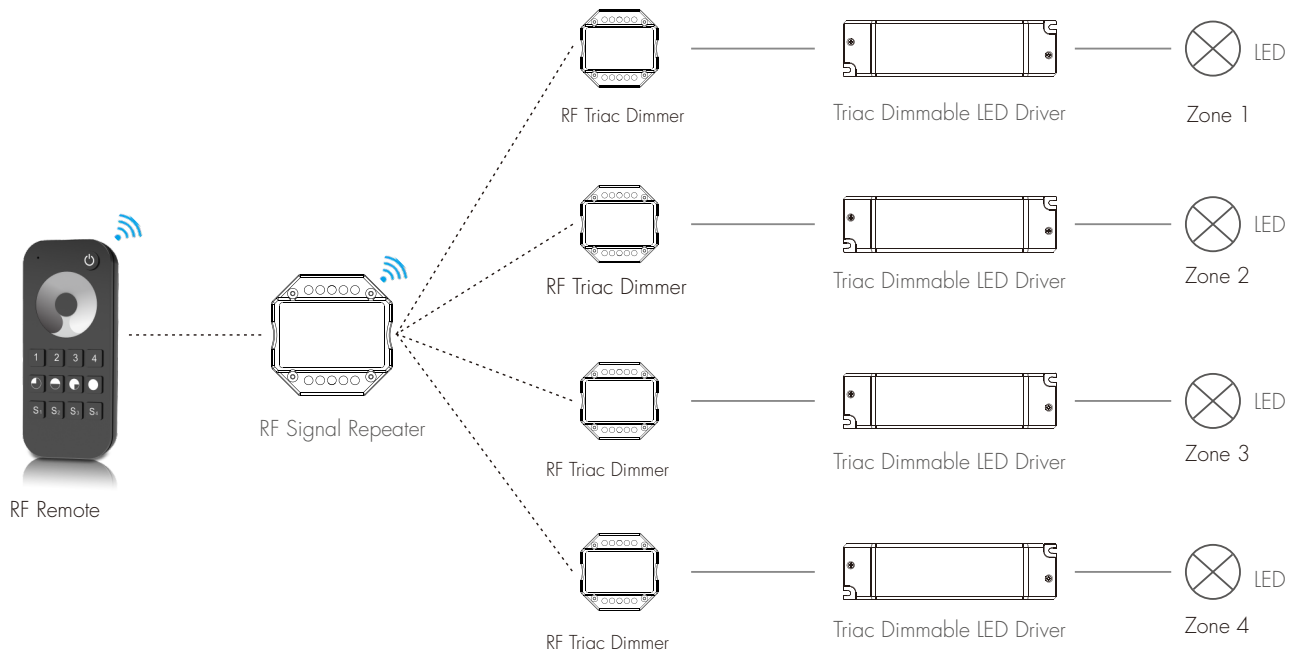 RF Triac Dimmer
Triac Dimmable LED Driver
LED
Zone 1
RF Triac Dimmer
Triac Dimmable LED Driver
LED
Zone 2
1 2 3 4
S1 S2 S3 S4
RF Remote
RF Signal Repeater
RF Triac Dimmer
Triac Dimmable LED Driver
LED
Zone 3
RF Triac Dimmer
Triac Dimmable LED Driver
LED
Zone 4